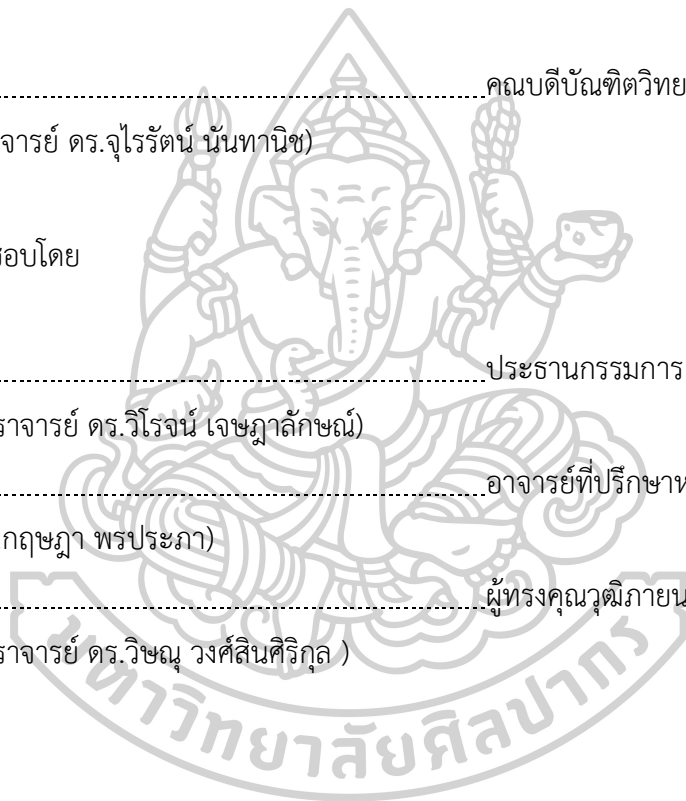 คณบดีบัณฑิตวิทย
จารย์ ดร.จุไรรัตน์ นันทานิช)
สอบโดย
ประธานกรรมการ
ราจารย์ ดร.วิโรจน์ เจษฎาลักษณ์)
อาจารย์ที่ปรึกษาห
กฤษฎา พรประภา)
ผู้ทรงคุณวุฒิภายน
ราจารย์ ดร.วิษณุ วงศ์สินศิริกุล )
มหาวิทยาลัยศิลปากร